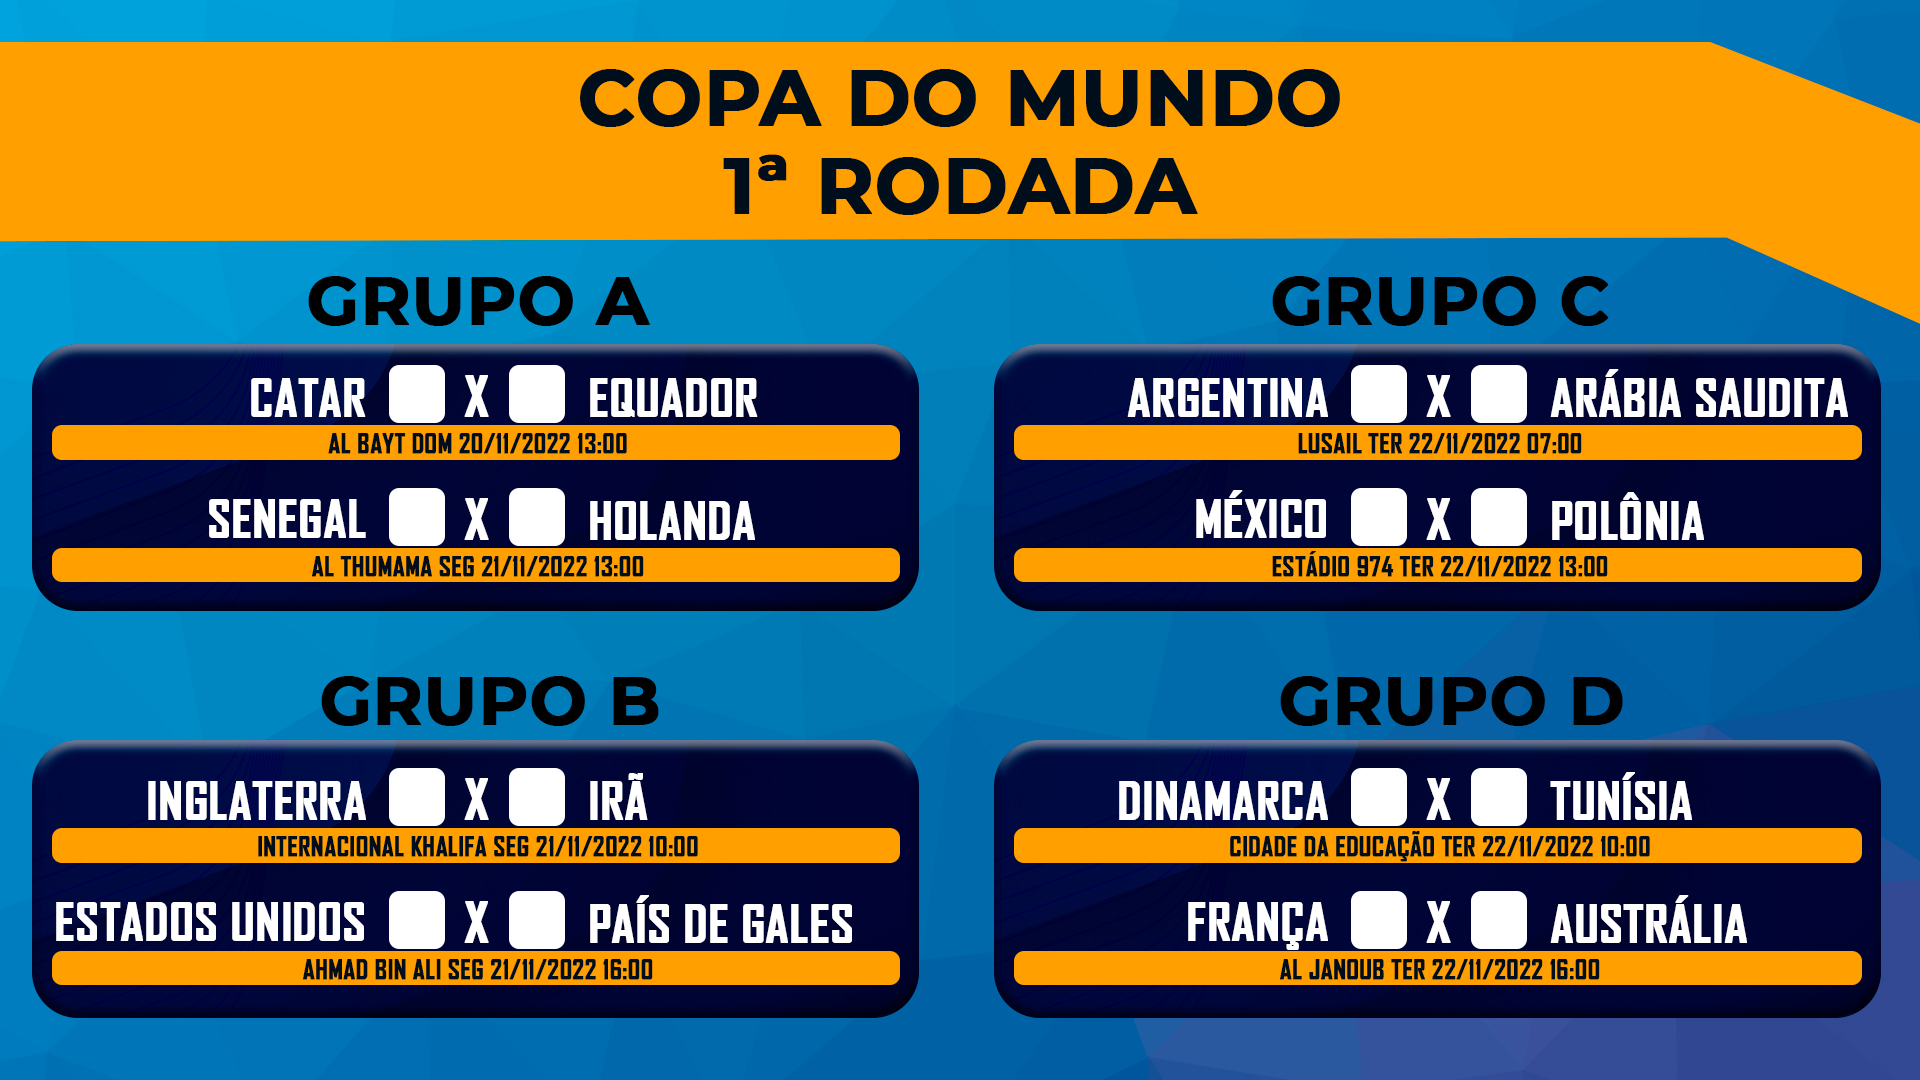 COPA DO MUNDO
1ª RODADA
GRUPO A
CATAR X EQUADOR
AL BAYT DOM 20/11/2022 13:00
SENEGAL X HOLANDA
AL THUMAMA SEG 21/11/2022 13:00
GRUPO B
INGLATERRA X IRÃ
INTERNACIONAL KHALIFA SEG 21/11/2022 10:00
ESTADOS UNIDOS X PAÍS DE GALES
AHMAD BIN ALI SEG 21/11/2022 16:00
GRUPO C
ARGENTINA X ARÁBIA SAUDITA
LUSAIL TER 22/11/2022 07:00
MÉXICO X POLÔNIA
ESTÁDIO 974 TER 22/11/2022 13:00
GRUPO D
DINAMARCA X TUNÍSIA
CIDADE DA EDUCAÇÃO TER 22/11/2022 10:00
FRANÇA X AUSTRÁLIA
AL JANOUB TER 22/11/2022 16:00